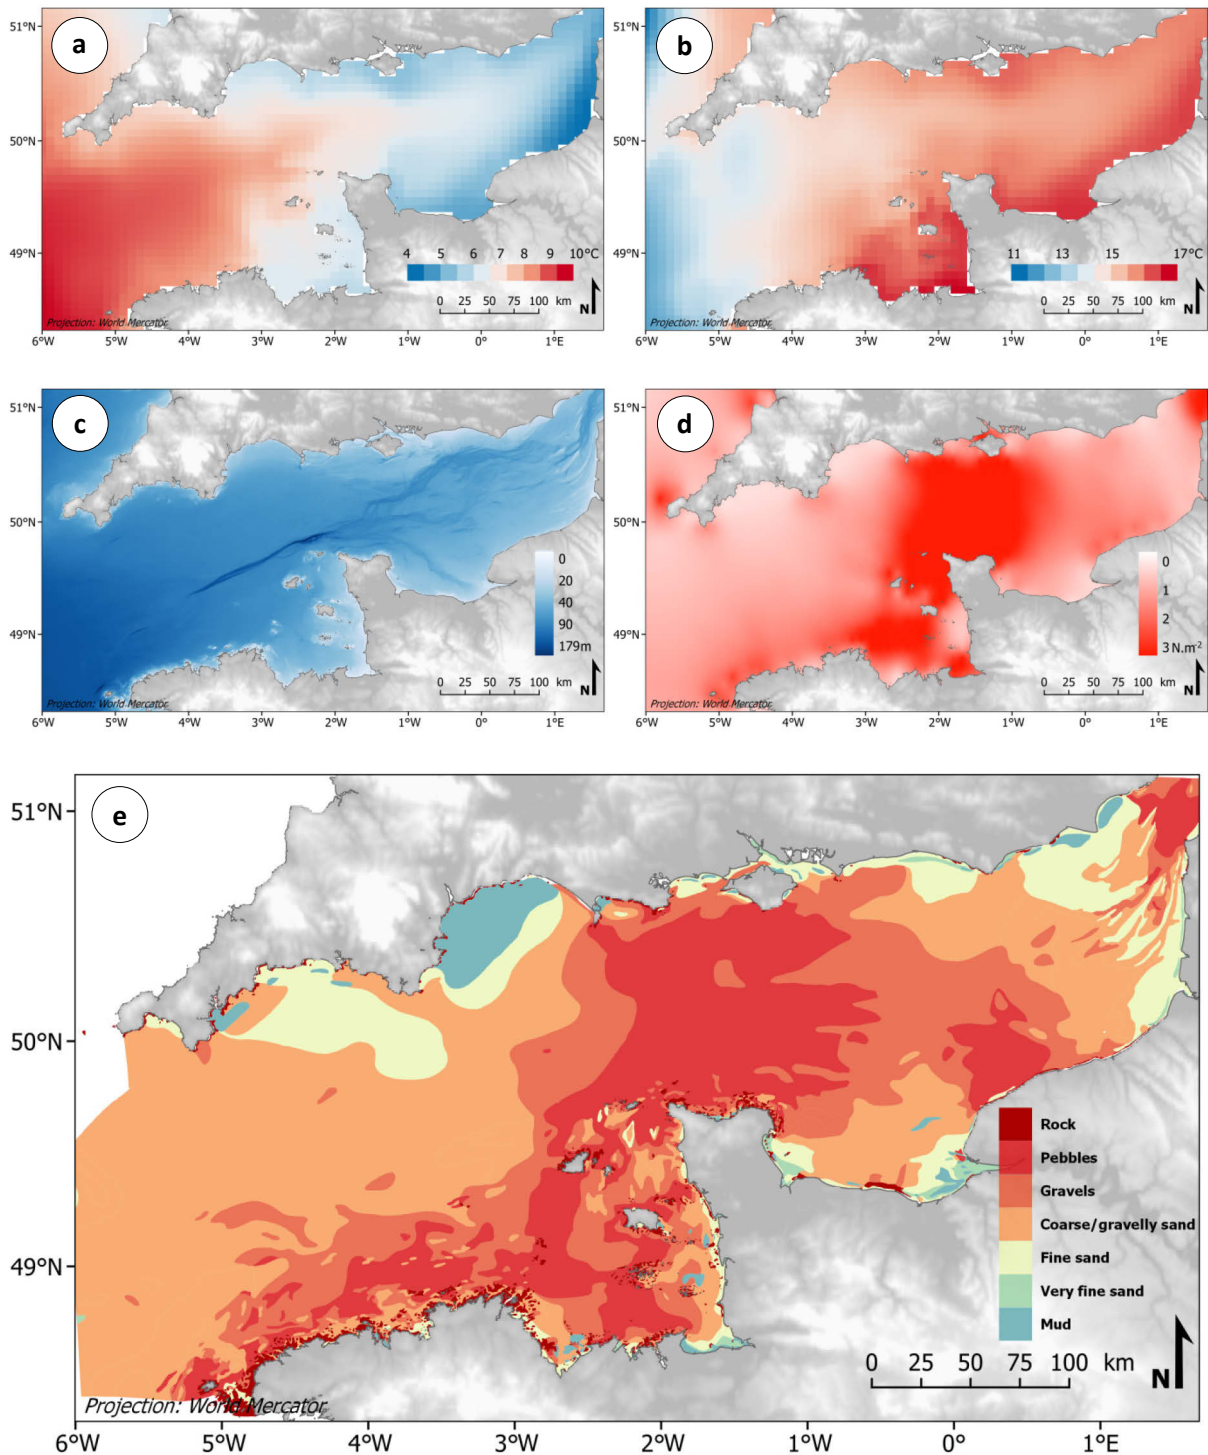 a
b
51°N
50°N
49°N
4 5 6 7 8 9 10°C
0 25 50 75 100 km
N
Projection: World Mercator
6°W 5°W 4°W 3°W 2°W 1°W 0° 1°E
51°N
50°N
49°N
11 13 15 17°C
0 25 50 75 100 km
N
Projection: World Mercator
6°W 5°W 4°W 3°W 2°W 1°W 0° 1°E
c
51°N
50°N
49°N
0
20
40
90
179m
0 25 50 75 100 km
N
Projection: World Mercator
6°W 5°W 4°W 3°W 2°W 1°W 0° 1°E
d
51°N
50°N
49°N
0
1
2
3 N.m-2
0 25 50 75 100 km
N
Projection: World Mercator
6°W 5°W 4°W 3°W 2°W 1°W 0° 1°E
e
51°N
50°N
49°N
Rock
Pebbles
Gravels
Coarse/gravelly sand
Fine sand
Very fine sand
Mud
0 25 50 75 100 km
N
Projection: World Mercator
6°W 5°W 4°W 3°W 2°W 1°W 0° 1°E